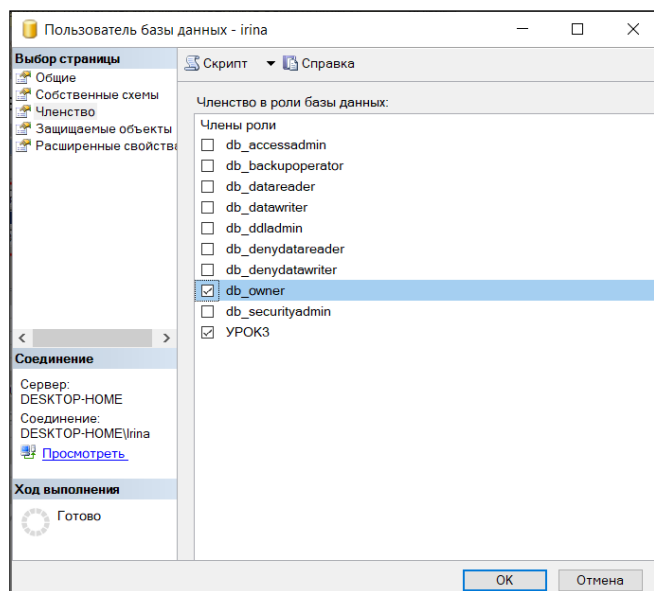 Пользователь базы данных - irina
Выбор страницы
Общие
Собственные схемы
Членство
Защищаемые объекты
Расширенные свойства
Соединение
Сервер:
DESKTOP-HOME
Соединение:
DESKTOP-HOME\Irina
Просмотреть
Ход выполнения
Готово
Скрипт
Справка
Членство в роли базы данных:
Члены роли
db_accessadmin
db_backupoperator
db_datareader
db_datawriter
db_ddladmin
db_denydatareader
db_denydatawriter
db_owner
db_securityadmin
УРОК3
OK
Отмена